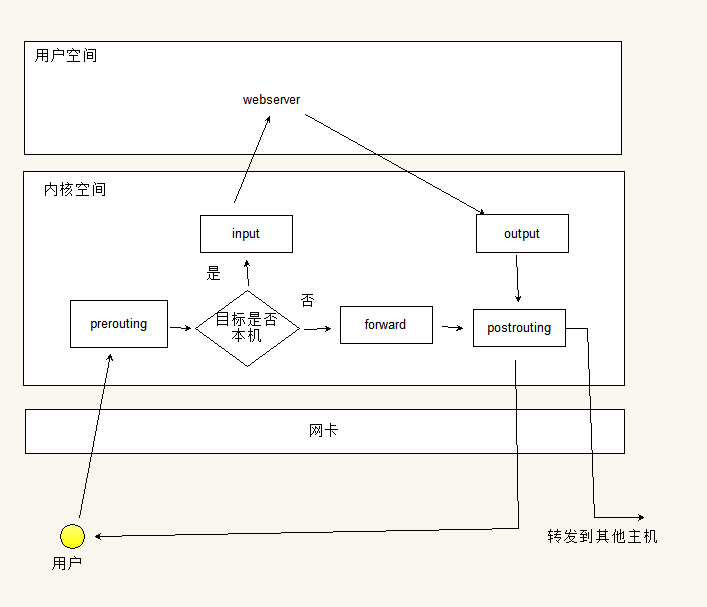 用户空间
webserver
内核空间
input
output
是
否
prerouting
目标是否
本机
forward
postrouting
网卡
用户
转发到其他主机